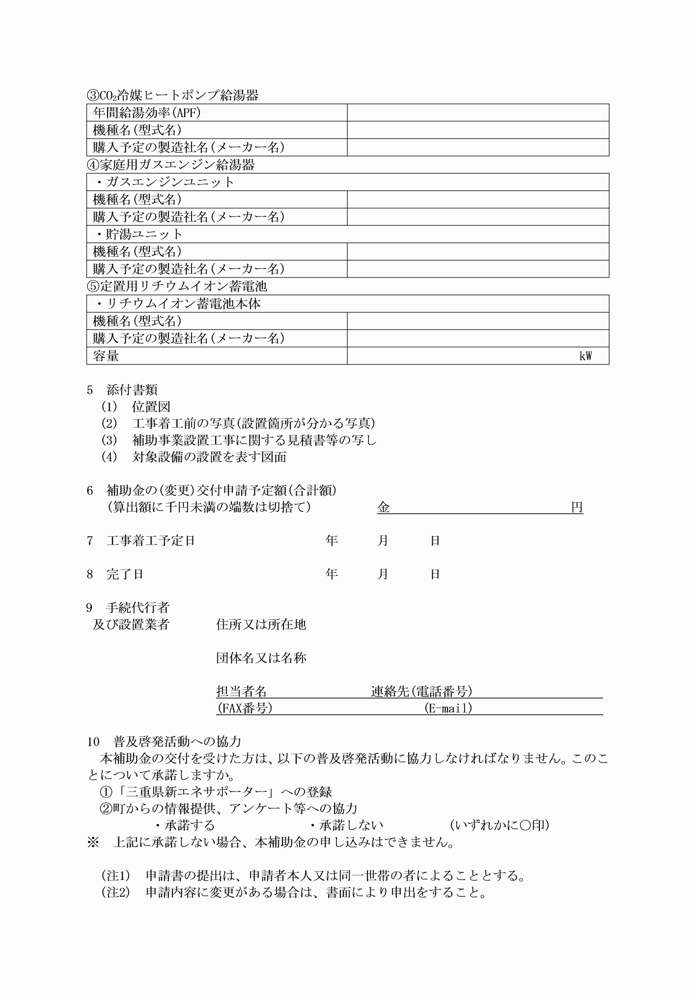 ③CO₂冷媒ヒートポンプ給湯器
年間給湯効率(APF)
機種名(型式名)
購入予定の製造社名(メーカー名)
④家庭用ガスエンジン給湯器
・ガスエンジンユニット
機種名(型式名)
購入予定の製造社名(メーカー名)
・貯湯ユニット
機種名(型式名)
購入予定の製造社名(メーカー名)
⑤定置用リチウムイオン蓄電池
・リチウムイオン蓄電池本体
機種名(型式名)
購入予定の製造社名(メーカー名)
容量 kW
5 添付書類
(1) 位置図
(2) 工事着工前の写真(設置箇所が分かる写真)
(3) 補助事業設置工事に関する見積書等の写し
(4) 対象設備の設置を表す図面
6 補助金の(変更)交付申請予定額(合計額)
(算出額に千円未満の端数は切捨て) 金 円
7 工事着工予定日 年 月 日
8 完了日 年 月 日
9 手続代行者
及び設置業者 住所又は所在地
団体名又は名称
担当者名 連絡先(電話番号)
(FAX番号) (E-mail)
10 普及啓発活動への協力
本補助金の交付を受けた方は、以下の普及啓発活動に協力しなければなりません。このこ
とについて承諾しますか。
①「三重県新エネサポーター」への登録
②町からの情報提供、アンケート等への協力
・承諾する ・承諾しない (いずれかに〇印)
※ 上記に承諾しない場合、本補助金の申し込みはできません。
(注1) 申請書の提出は、申請者本人又は同一世帯の者によることとする。
(注2) 申請内容に変更がある場合は、書面により申出をすること。